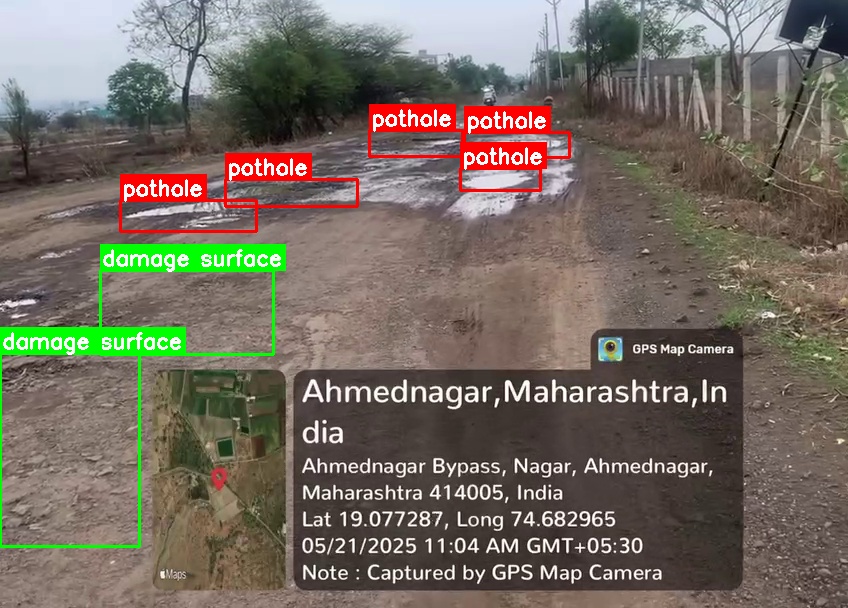 pothole pothole
pothole
pothole
pothole
damage surface
damage surface
GPS Map Camera
Ahmednagar,Maharashtra,In
dia
Ahmednagar Bypass, Nagar, Ahmednagar,
Maharashtra 414005, India
Lat 19.077287, Long 74.682965
05/21/2025 11:04 AM GMT+05:30
Note : Captured by GPS Map Camera
Maps